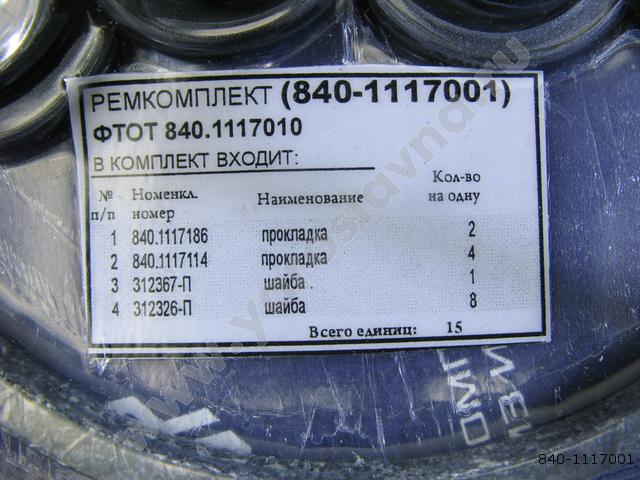 РЕМКОМПЛЕКТ (840-1117001)
ФТОТ 840.1117010
В КОМПЛЕКТ ВХОДИТ:
№ п/п Номенкл. номер Наименование Кол-во на одну
1 840.1117186 прокладка 2
2 840.1117114 прокладка 4
3 312367-П шайба 1
4 312326-П шайба 8
Всего единиц: 15
840-1117001